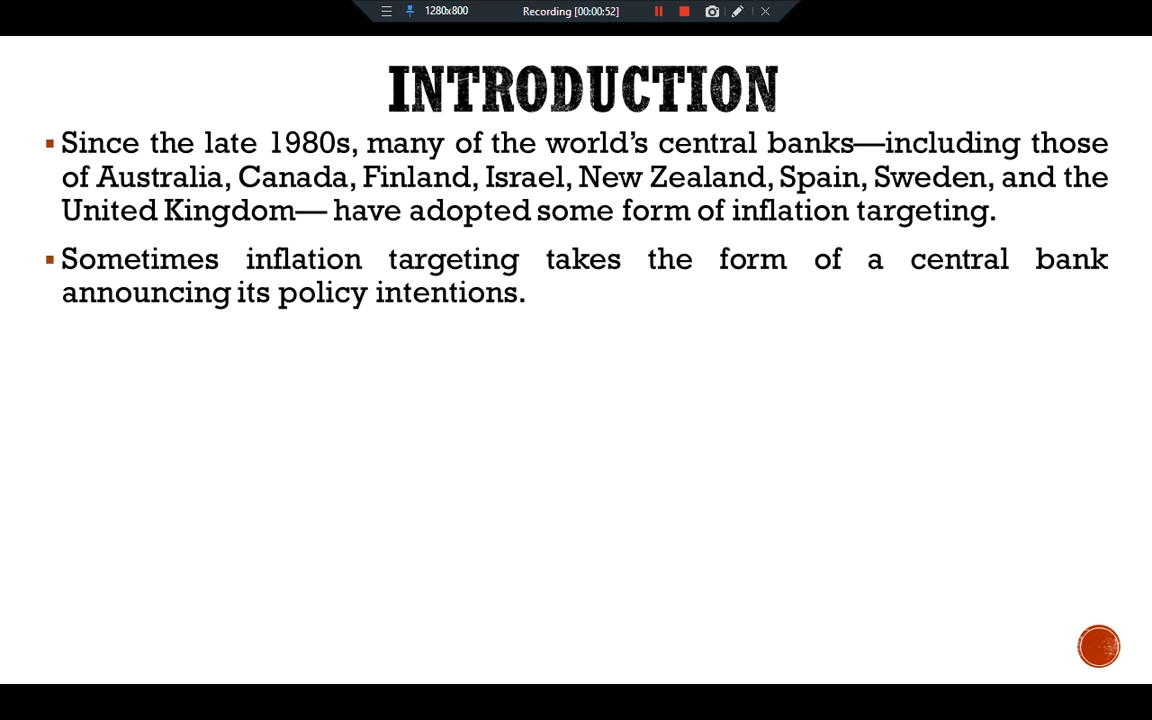 1280x800 Recording [00:00:52]
INTRODUCTION
▪Since the late 1980s, many of the world’s central banks—including those
of Australia, Canada, Finland, Israel, New Zealand, Spain, Sweden, and the
United Kingdom— have adopted some form of inflation targeting.
▪Sometimes inflation targeting takes the form of a central bank
announcing its policy intentions.